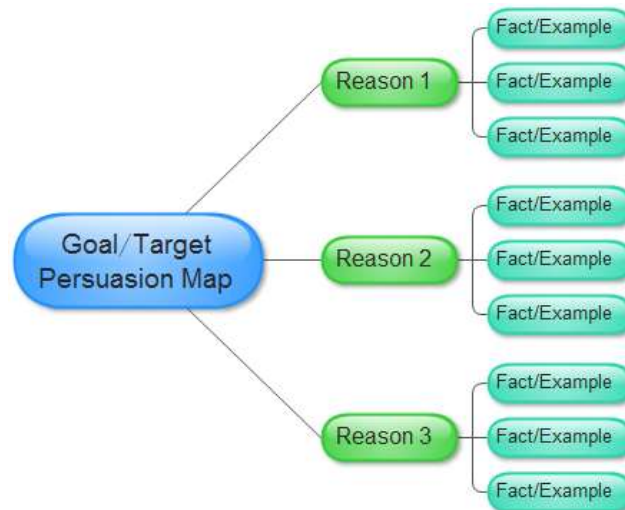 Goal/Target
Persuasion Map
Reason 1
Fact/Example
Fact/Example
Fact/Example
Reason 2
Fact/Example
Fact/Example
Fact/Example
Reason 3
Fact/Example
Fact/Example
Fact/Example